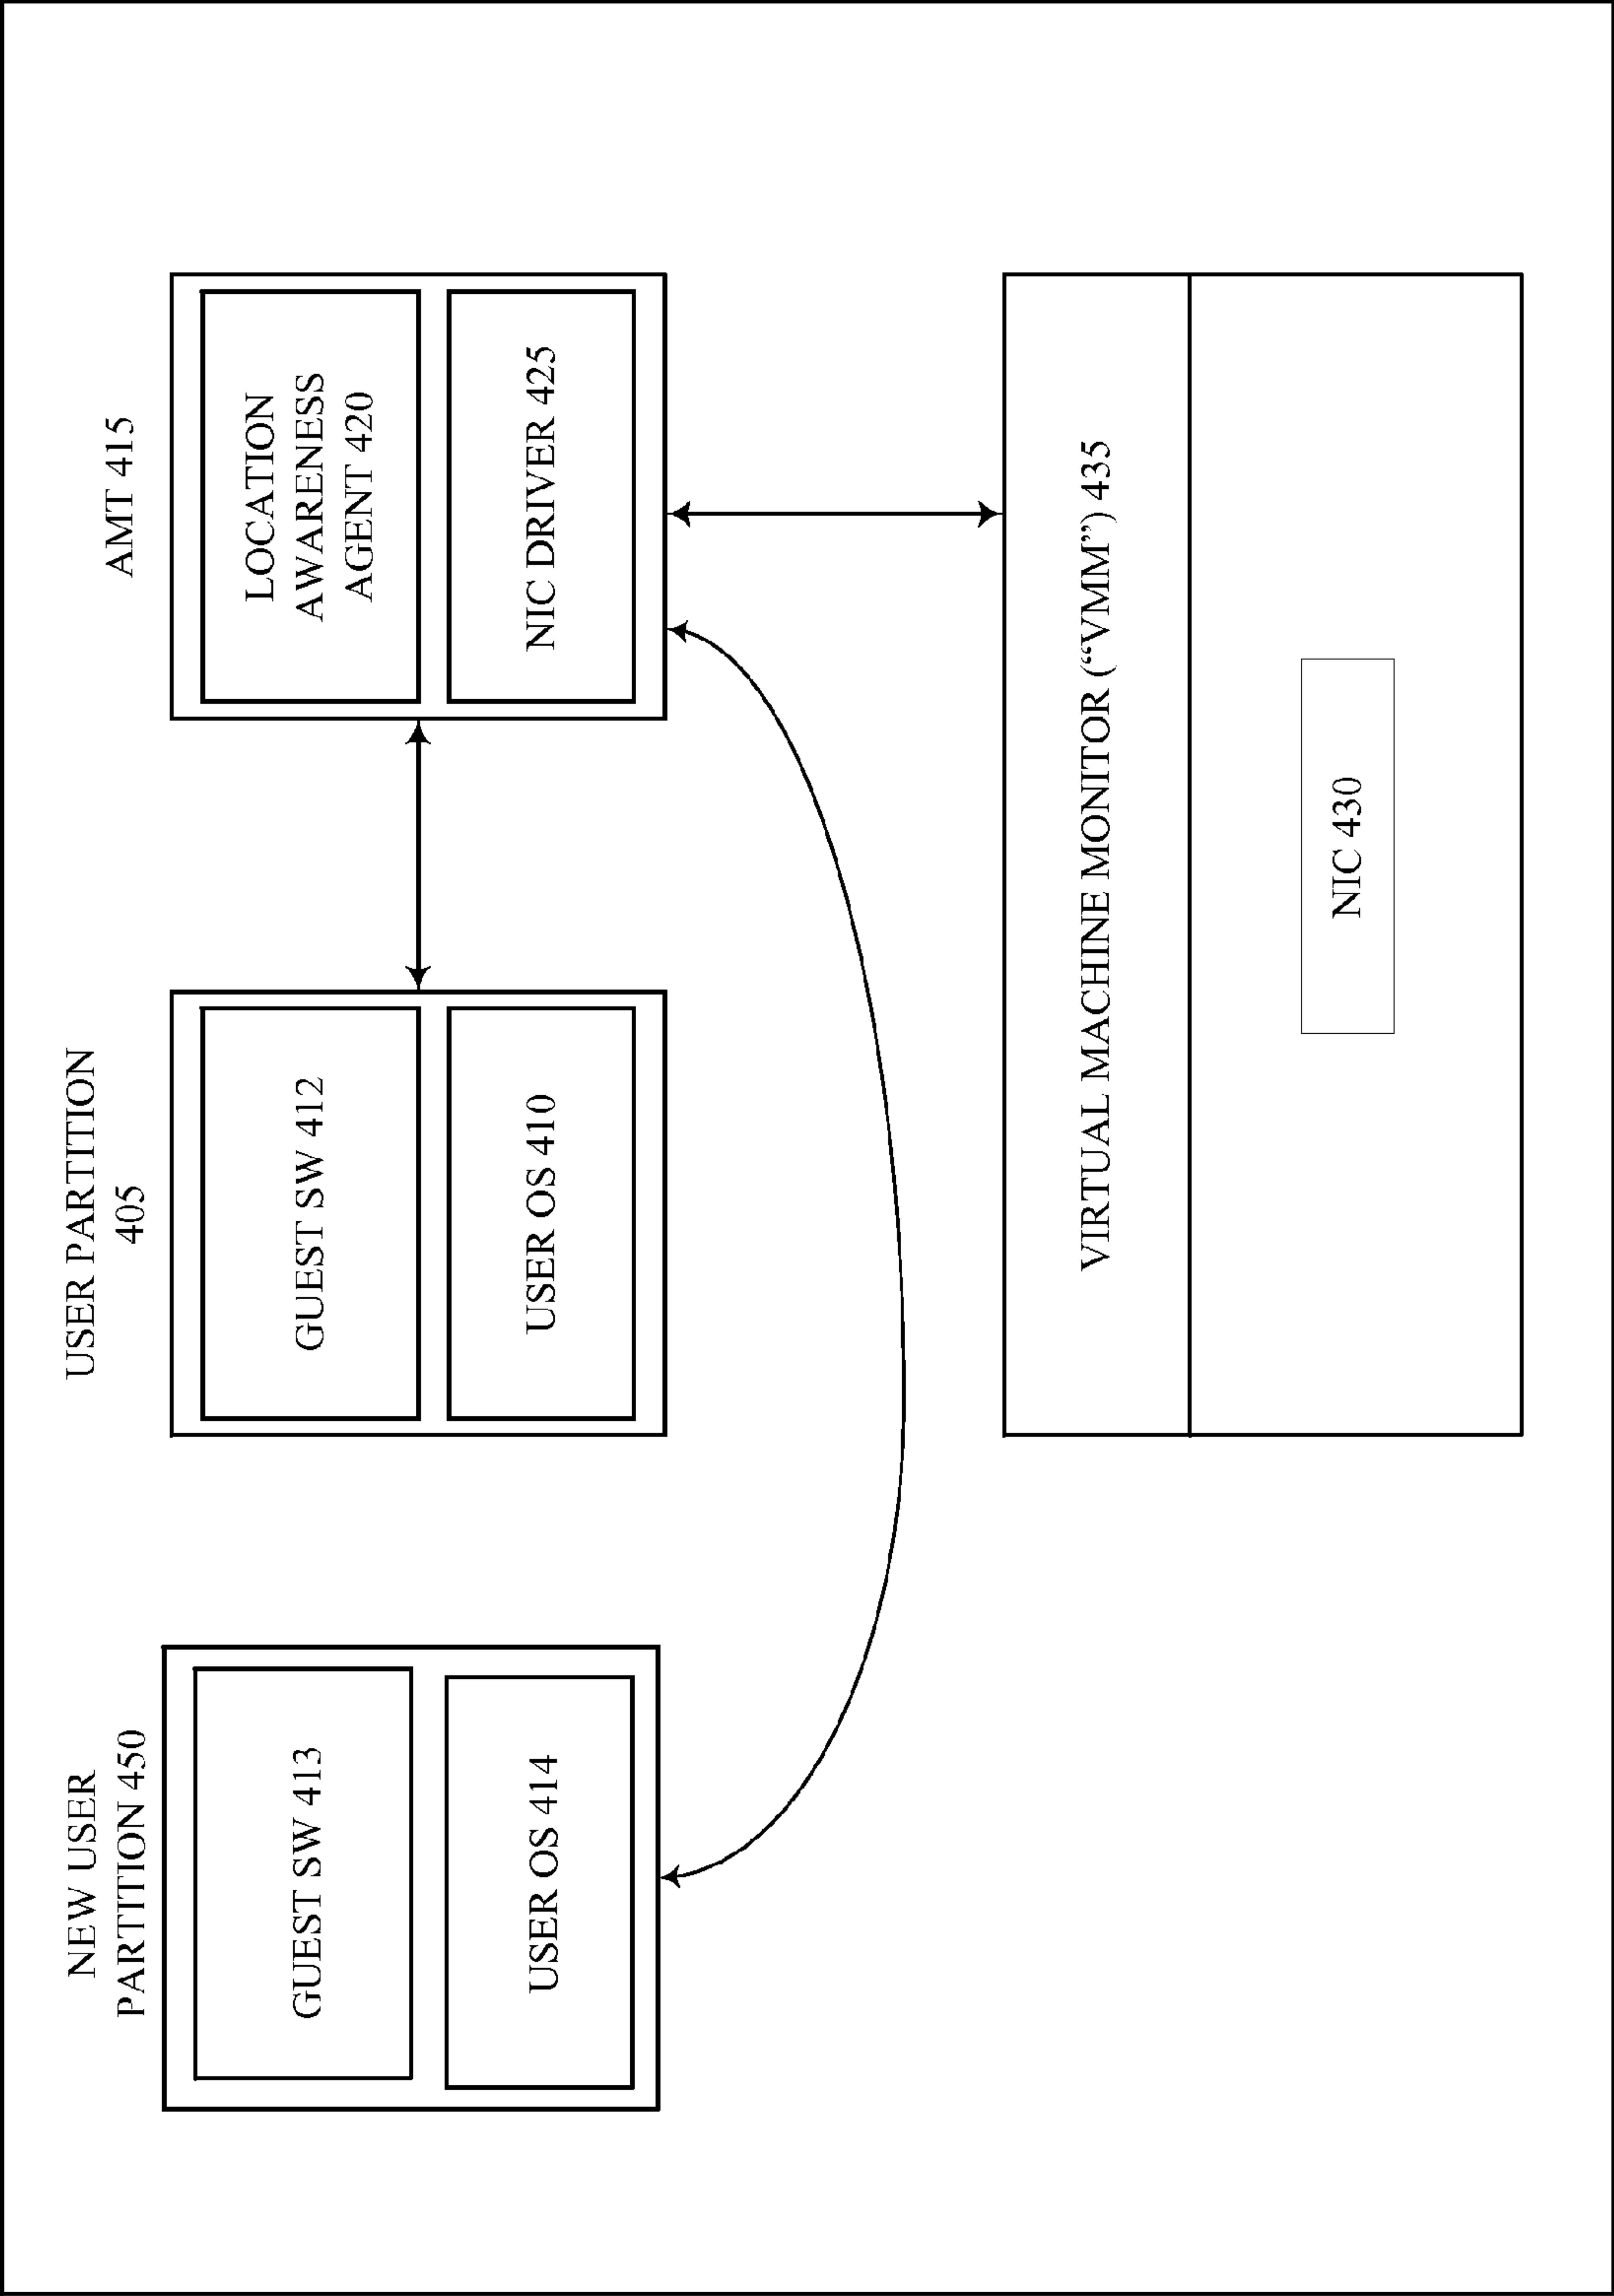 NEW USER
PARTITION 450
GUEST SW 413
USER OS 414
USER PARTITION
405
GUEST SW 412
USER OS 410
AMT 415
LOCATION
AWARENESS
AGENT 420
NIC DRIVER 425
VIRTUAL MACHINE MONITOR (“VMM”) 435
NIC 430